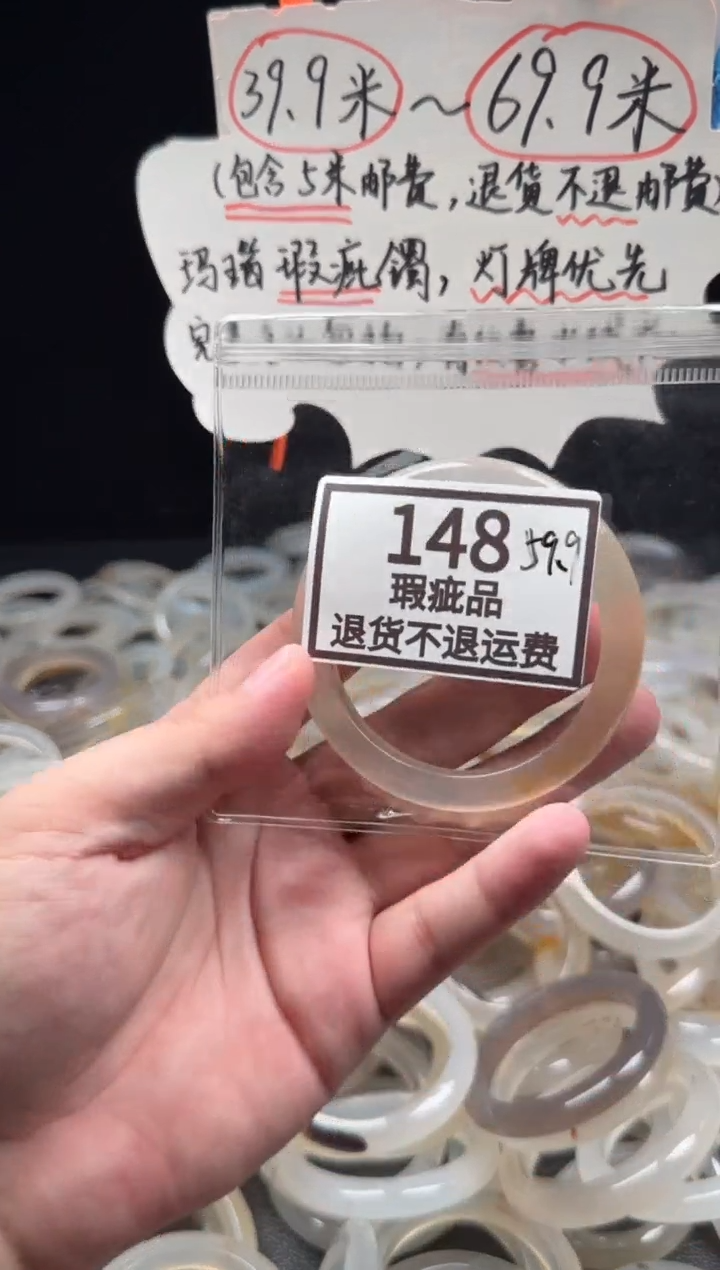 39.9米～69.9米
(包含5米邮费,退货不退邮费)
玛瑙瑕疵镯,灯牌优先
完
148 59.9
瑕疵品
退货不退运费